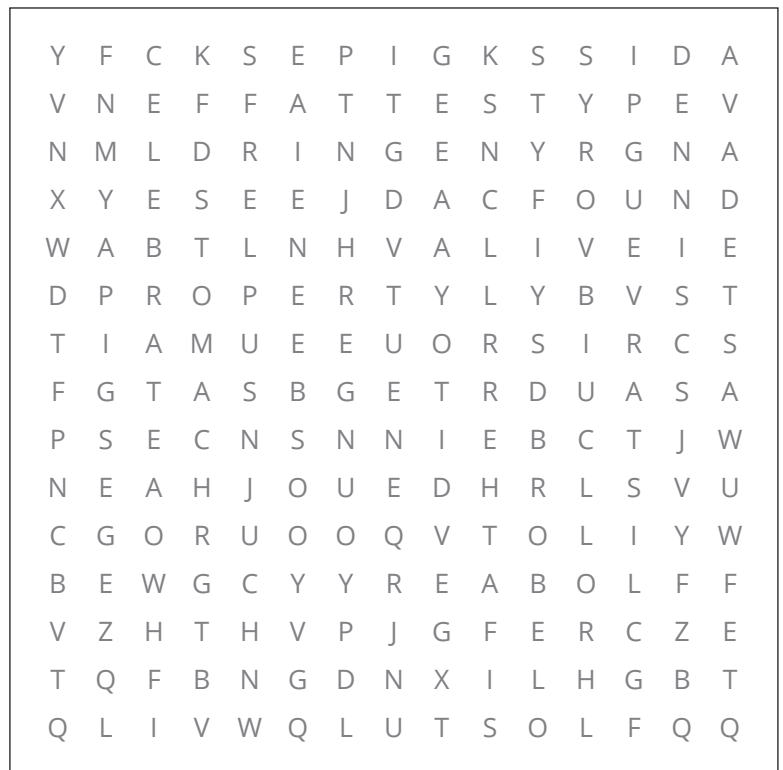 Y F C K S E P I G K S S I D A
V N E F F A T T E S T Y P E V
N M L D R I N G E N Y R G N A
X Y E S E E J D A C F O U N D
W A B T L N H V A L I V E I E
D P R O P E R T Y L Y B V S T
T I A M U E E U O R S I R C S
F G T A S B G E T R D U A S A
P S E C N S N N I E B C T J W
N E A H J O U E D H R L S V U
C G O R U O O Q V T O L I Y W
B E W G C Y Y R E A B O L F F
V Z H T H V P J G F E R C Z E
T Q F B N G D N X I L H G B T
Q L I V W Q L U T S O L F Q Q